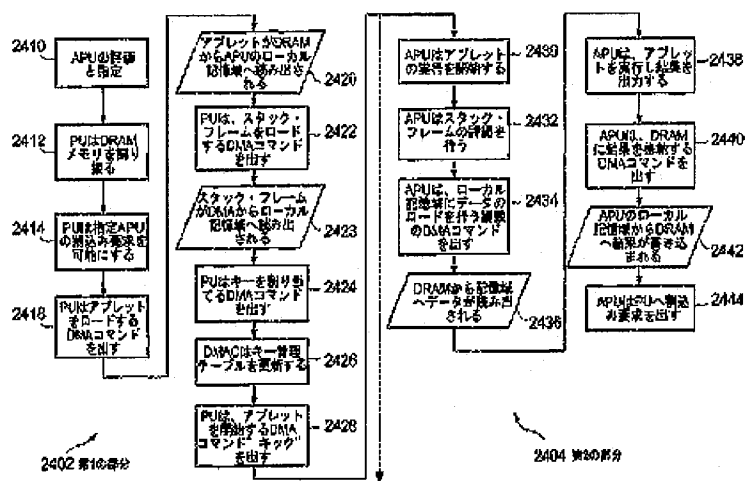 2410
APUの評価
と指定
2412
PUはDRAM
メモリを割り
振る
2414
PUは指定APU
の割込み要求を
可能にする
2418
PUはアプレット
をロードする
DMAコマンド
を出す
2402 第1の部分
アプレットがDRAM
からAPUのローカル
記憶域へ読み出さ
れる
2420
PUは、スタック・
フレームをロード
するDMAコマンド
を出す
2422
スタック・フレーム
がDMAからローカル
記憶域へ読み出
される
2423
PUはキーを割り当
てるDMAコマンド
を出す
2424
DMACはキー管理
テーブルを更新する
2426
PUは、アプレット
を開始するDMA
コマンド“キック”
を出す
2428
APUはアプレット
の実行を開始する
2430
APUはスタック・
フレームの評価を
行う
2432
APUは、ローカル
記憶域にデータの
ロードを行う複数
のDMAコマンドを
出す
2434
DRAMから記憶域
へデータが読み出
される
2436
2404 第2の部分
APUは、アプレッ
トを実行し結果を
出力する
2438
APUは、DRAM
に結果を格納する
DMAコマンドを
出す
2440
APUのローカル
記憶域からDRAM
へ結果が書き込
まれる
2442
APUはPUへ割込
み要求を出す
2444